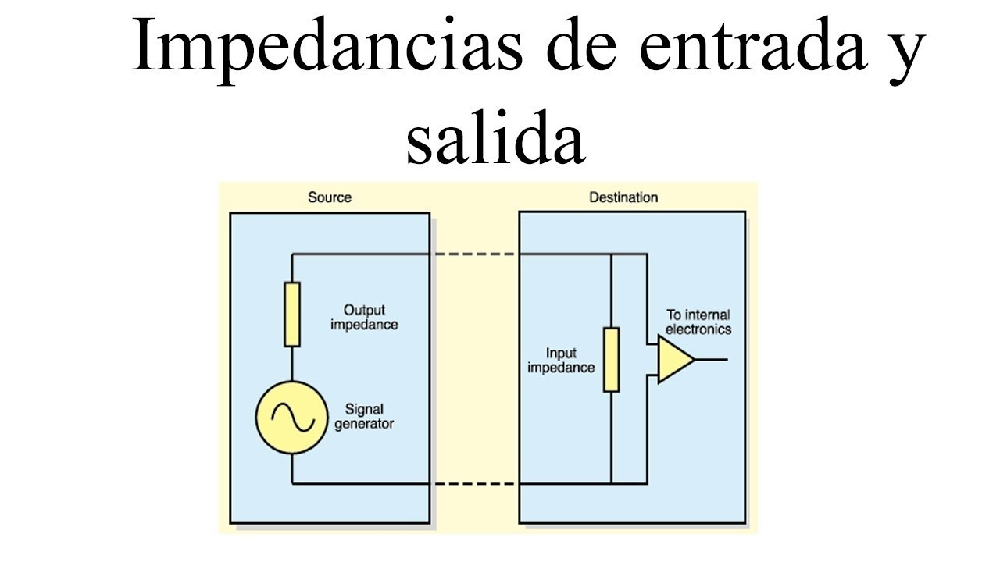 Impedancias de entrada y
salida
Source
Destination
Output
impedance
To internal
electronics
Input
impedance
Signal
generator